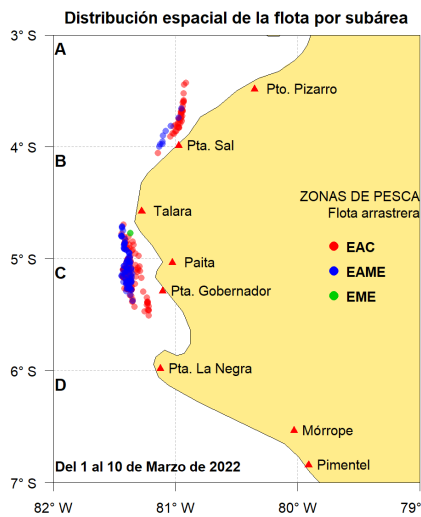 Distribución espacial de la flota por subárea
3° S
A
Pto. Pizarro
4° S
Pta. Sal
B
ZONAS DE PESCA
Talara
Flota arrastrera
EAC
5° S
Paita
C
EAME
Pta. Gobernador
EME
6° S
Pta. La Negra
D
Mórrope
Del 1 al 10 de Marzo de 2022
Pimentel
7° S
82° W
81° W
80° W
79° W